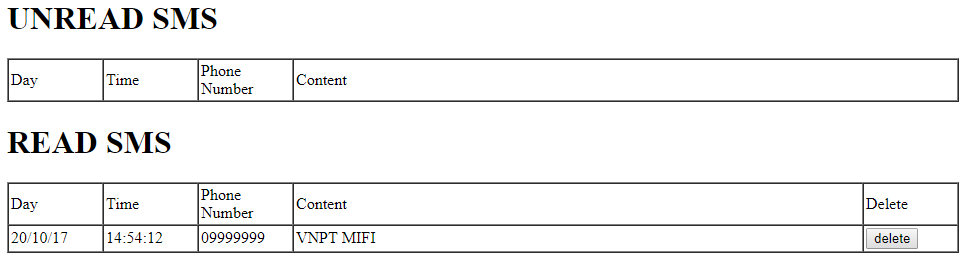 UNREAD SMS
Day Time Phone Number Content
READ SMS
Day Time Phone Number Content Delete
20/10/17 14:54:12 09999999 VNPT MIFI delete